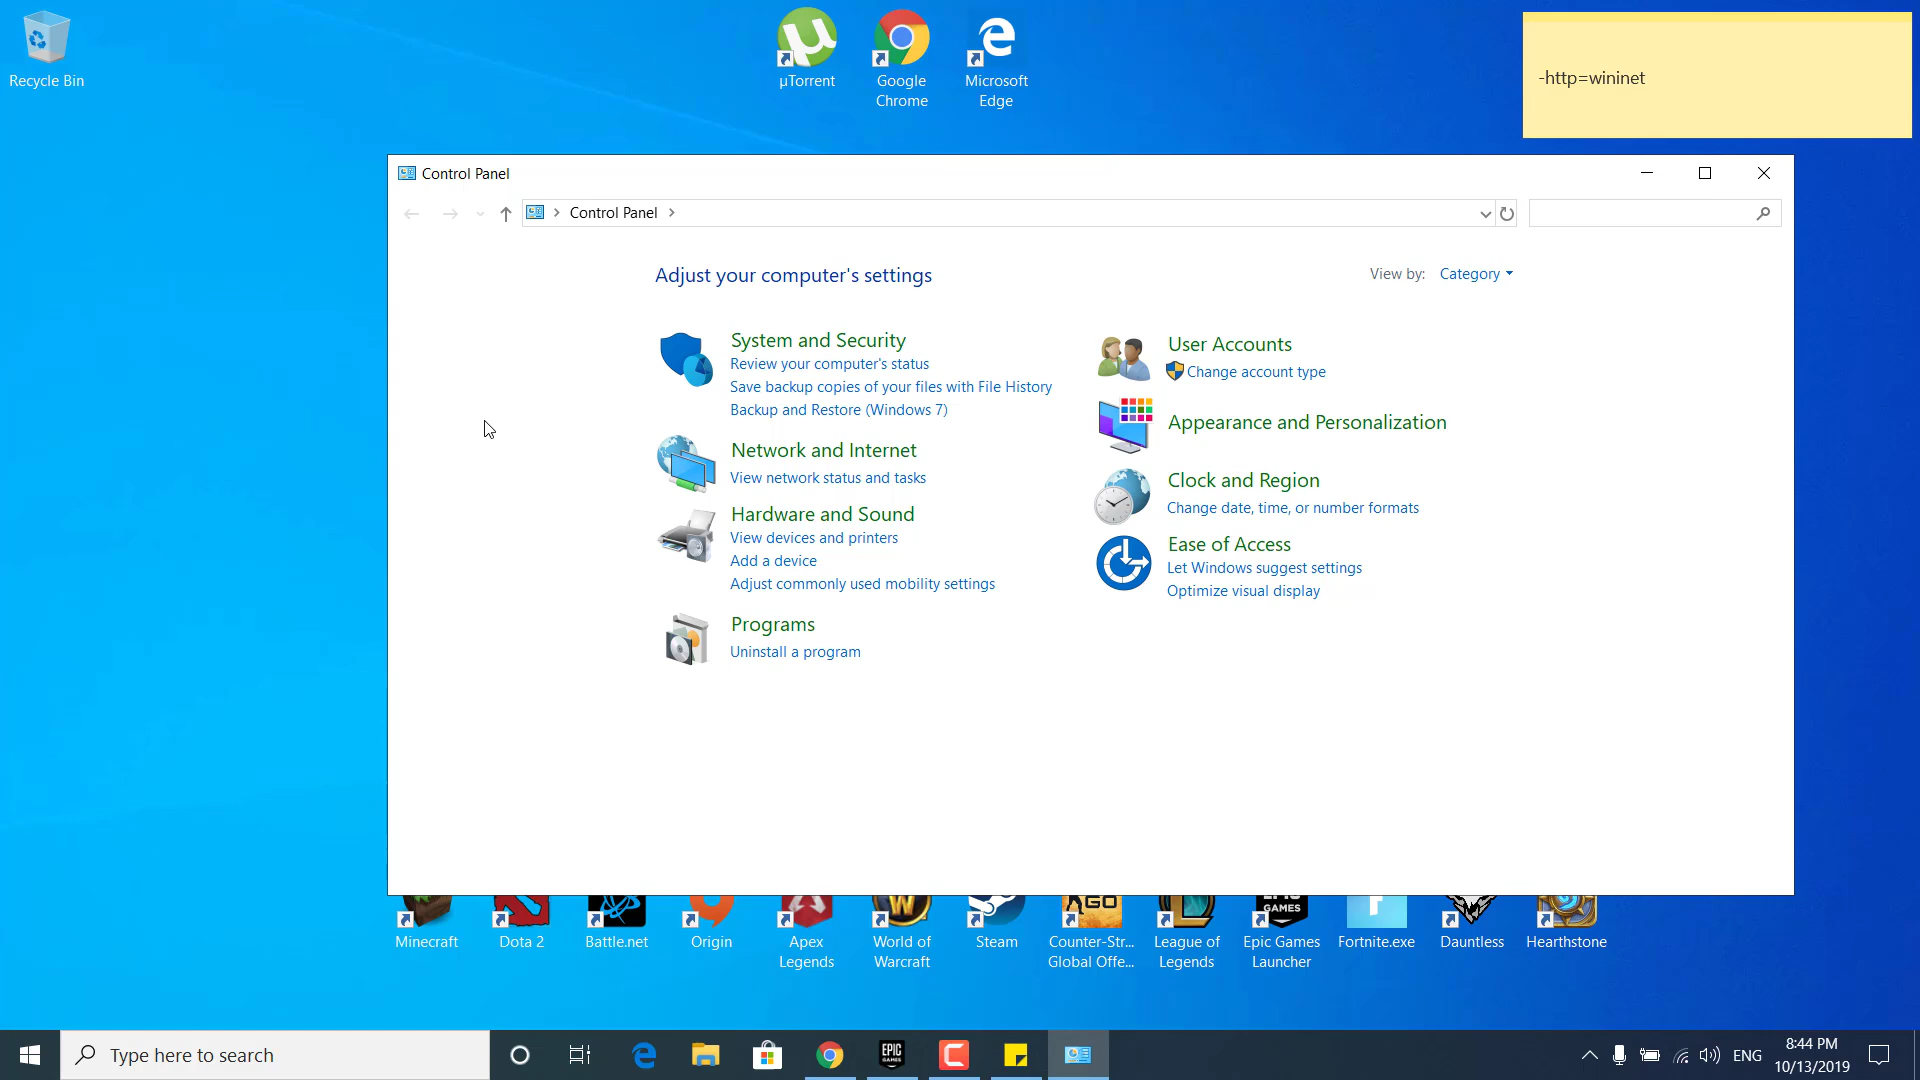 Recycle Bin
µTorrent
Google
Chrome
Microsoft
Edge
-http=wininet
Control Panel
Control Panel
Adjust your computer's settings
View by: Category
System and Security
Review your computer's status
Save backup copies of your files with File History
Backup and Restore (Windows 7)
Network and Internet
View network status and tasks
Hardware and Sound
View devices and printers
Add a device
Adjust commonly used mobility settings
Programs
Uninstall a program
User Accounts
Change account type
Appearance and Personalization
Clock and Region
Change date, time, or number formats
Ease of Access
Let Windows suggest settings
Optimize visual display
GO
GAMES
Minecraft
Dota 2
Battle.net
Origin
Apex
Legends
World of
Warcraft
Steam
Counter-Str...
Global Offe...
League of
Legends
Epic Games
Launcher
Fortnite.exe
Dauntless
Hearthstone
Type here to search
EPIC
GAMES
ENG
8:44 PM
10/13/2019